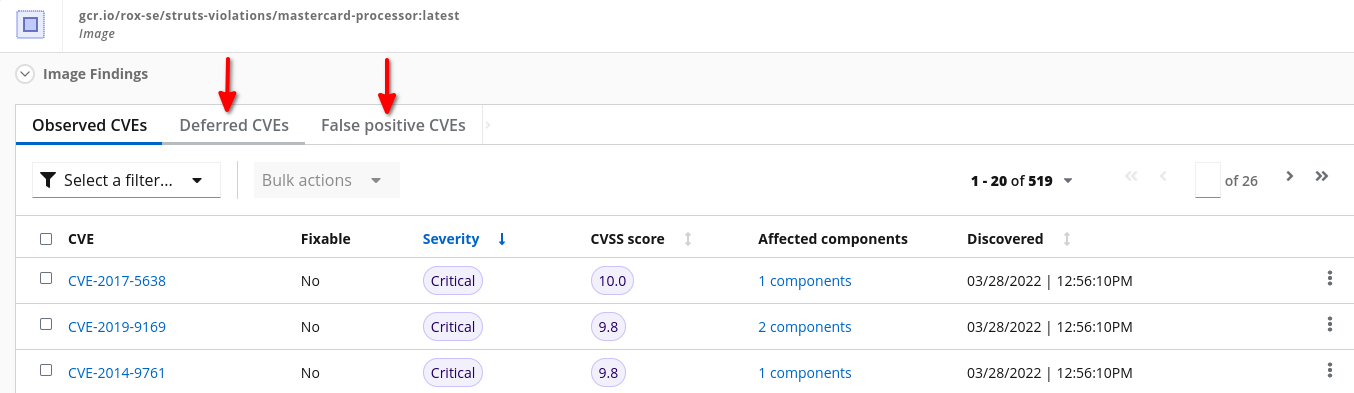 gcr.io/rox-se/struts-violations/mastercard-processor:latest
Image
Image Findings
Observed CVEs Deferred CVEs False positive CVEs
Select a filter... Bulk actions 1 - 20 of 519 of 26
CVE Fixable Severity CVSS score Affected components Discovered
CVE-2017-5638 No Critical 10.0 1 components 03/28/2022 | 12:56:10PM
CVE-2019-9169 No Critical 9.8 2 components 03/28/2022 | 12:56:10PM
CVE-2014-9761 No Critical 9.8 1 components 03/28/2022 | 12:56:10PM